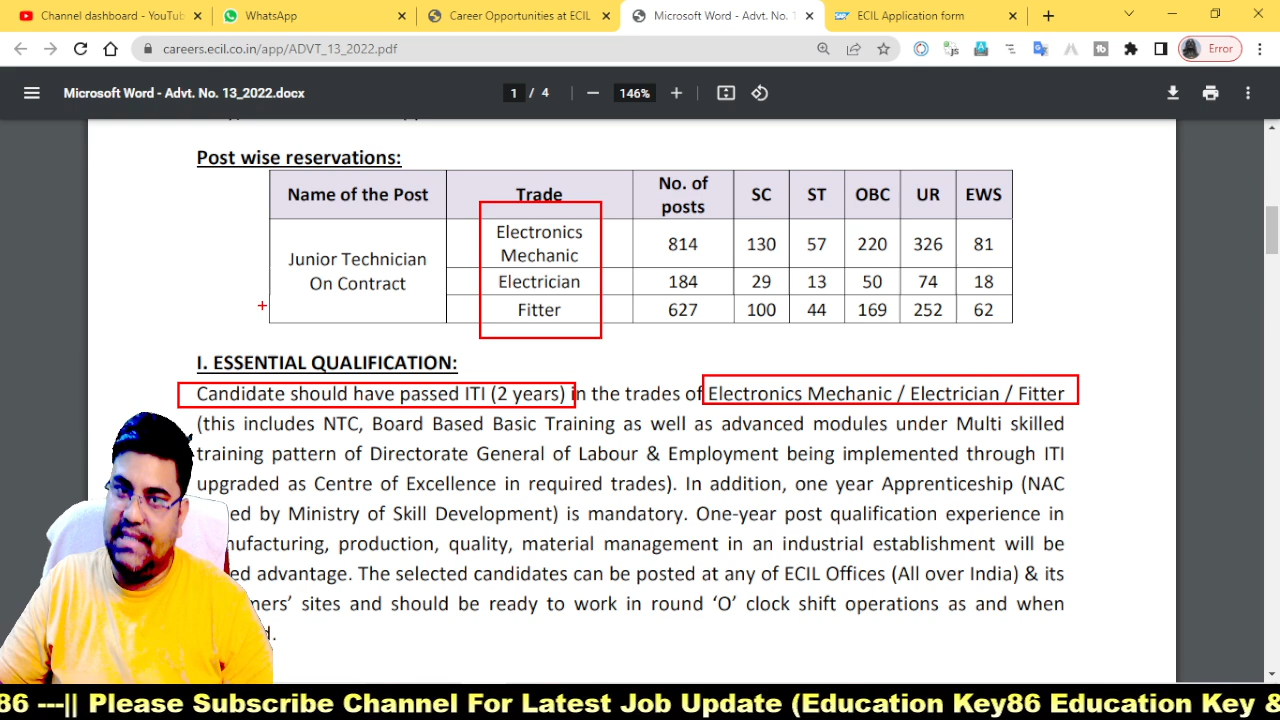 Channel dashboard - YouTub
WhatsApp
Career Opportunities at ECIL
Microsoft Word - Advt. No. 1
ECIL Application form
careers.ecil.co.in/app/ADVT_13_2022.pdf
Error
Microsoft Word - Advt. No. 13_2022.docx
1 / 4
146%
Post wise reservations:
Name of the Post Trade No. of posts SC ST OBC UR EWS
Junior Technician On Contract
Electronics Mechanic 814 130 57 220 326 81
Electrician 184 29 13 50 74 18
Fitter 627 100 44 169 252 62
I. ESSENTIAL QUALIFICATION:
Candidate should have passed ITI (2 years) in the trades of Electronics Mechanic / Electrician / Fitter
(this includes NTC, Board Based Basic Training as well as advanced modules under Multi skilled
training pattern of Directorate General of Labour & Employment being implemented through ITI
upgraded as Centre of Excellence in required trades). In addition, one year Apprenticeship (NAC
by Ministry of Skill Development) is mandatory. One-year post qualification experience in
production, quality, material management in an industrial establishment will be
advantage. The selected candidates can be posted at any of ECIL Offices (All over India) & its
sites and should be ready to work in round ‘O’ clock shift operations as and when
86 ---|| Please Subscribe Channel For Latest Job Update (Education Key86 Education Key &